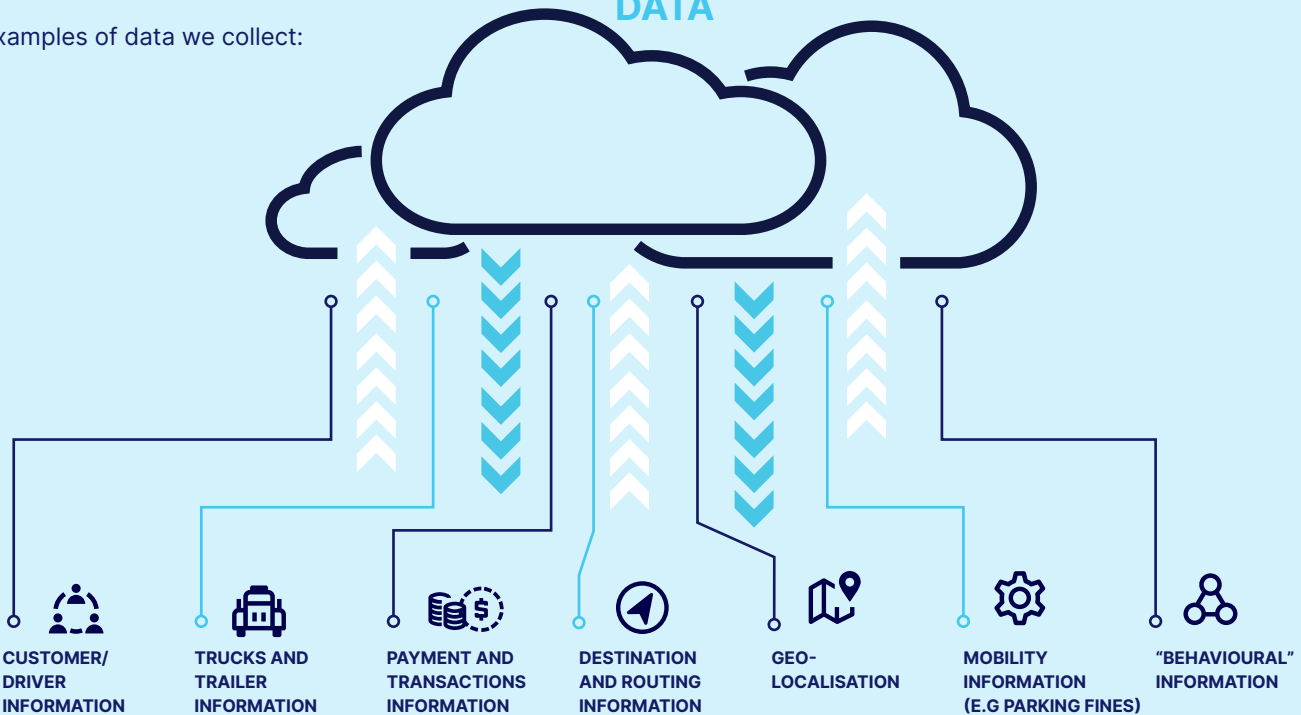 DATA
xamples of data we collect:
$
CUSTOMER/
DRIVER
INFORMATION
TRUCKS AND
TRAILER
INFORMATION
PAYMENT AND
TRANSACTIONS
INFORMATION
DESTINATION
AND ROUTING
INFORMATION
GEO-
LOCALISATION
MOBILITY
INFORMATION
(E.G PARKING FINES)
“BEHAVIOURAL”
INFORMATION